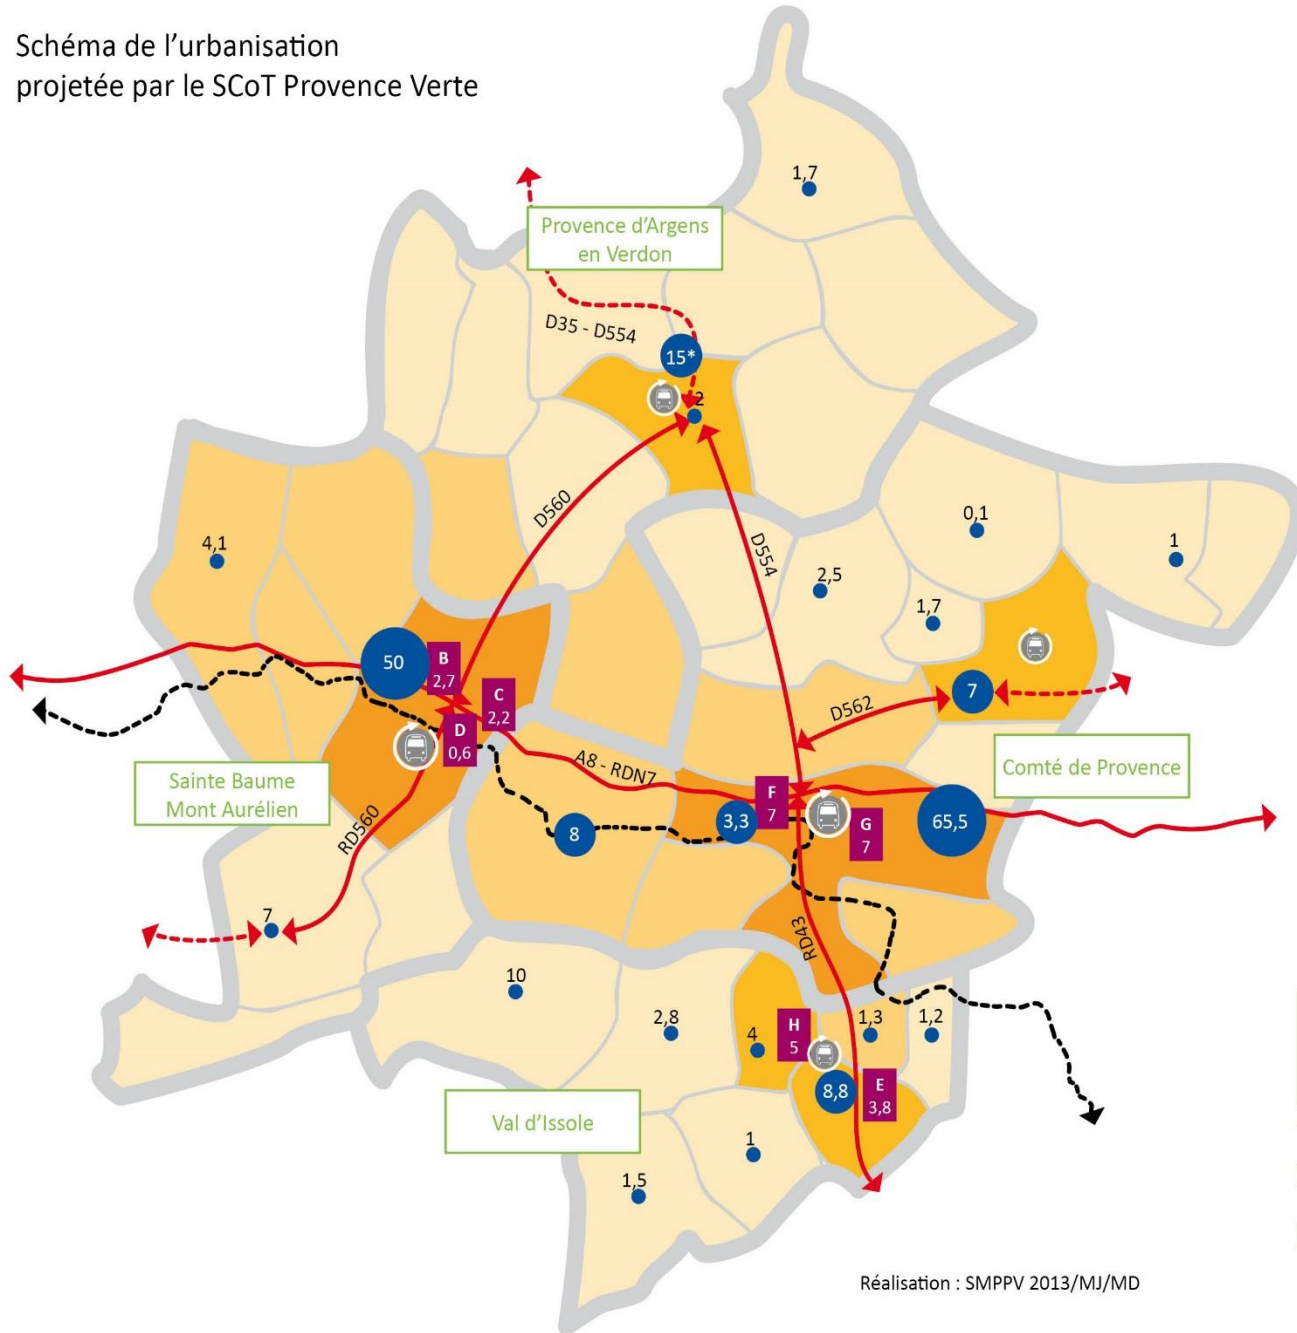 Schéma de l'urbanisation
projetée par le SCoT Provence Verte
1,7
Provence d'Argens
en Verdon
D35 - D554
15*
2
D560
D554
0,1
1
4,1
2,5
1,7
50
B
2,7
C
2,2
D
0,6
7
D562
Sainte Baume
Mont Aurélien
A8 - RDN7
Comté de Provence
RD560
8
3,3
F
7
G
7
65,5
7
RD43
10
2,8
4
H
5
1,3
1,2
8,8
E
3,8
Val d'Issole
1
1,5
Réalisation : SMPPV 2013/MJ/MD